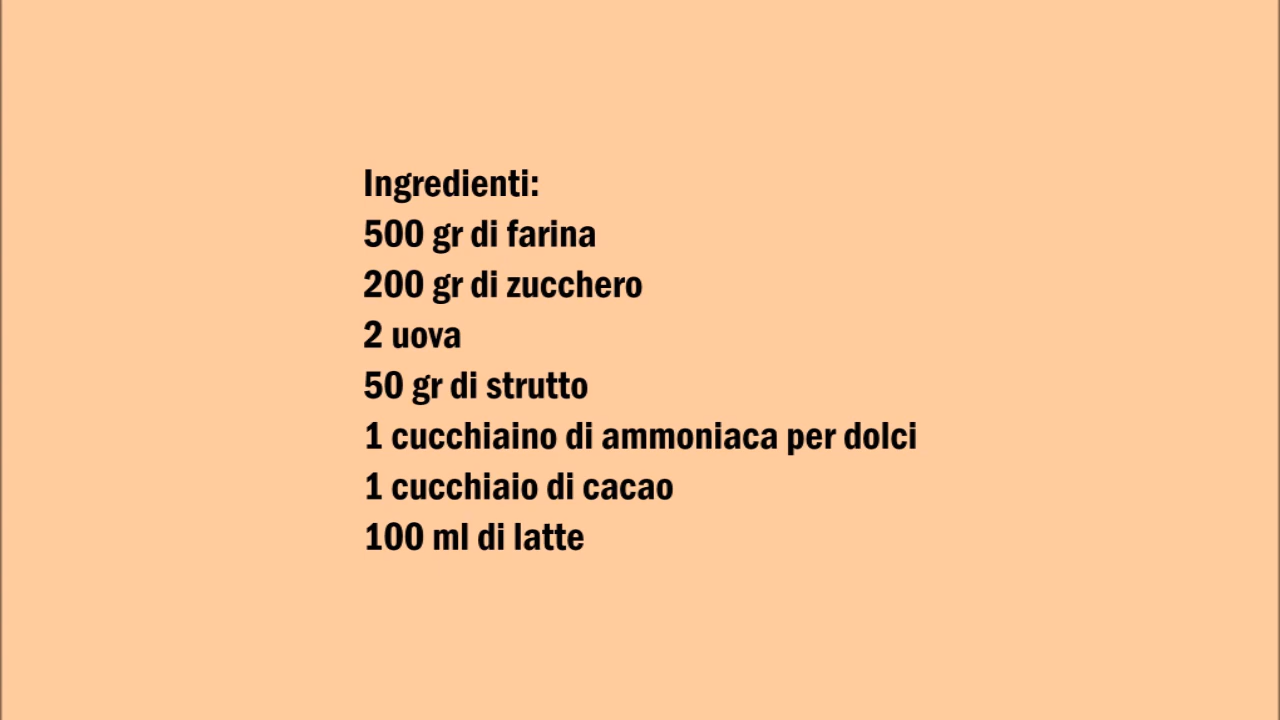 Ingredienti:
500 gr di farina
200 gr di zucchero
2 uova
50 gr di strutto
1 cucchiaino di ammoniaca per dolci
1 cucchiaio di cacao
100 ml di latte